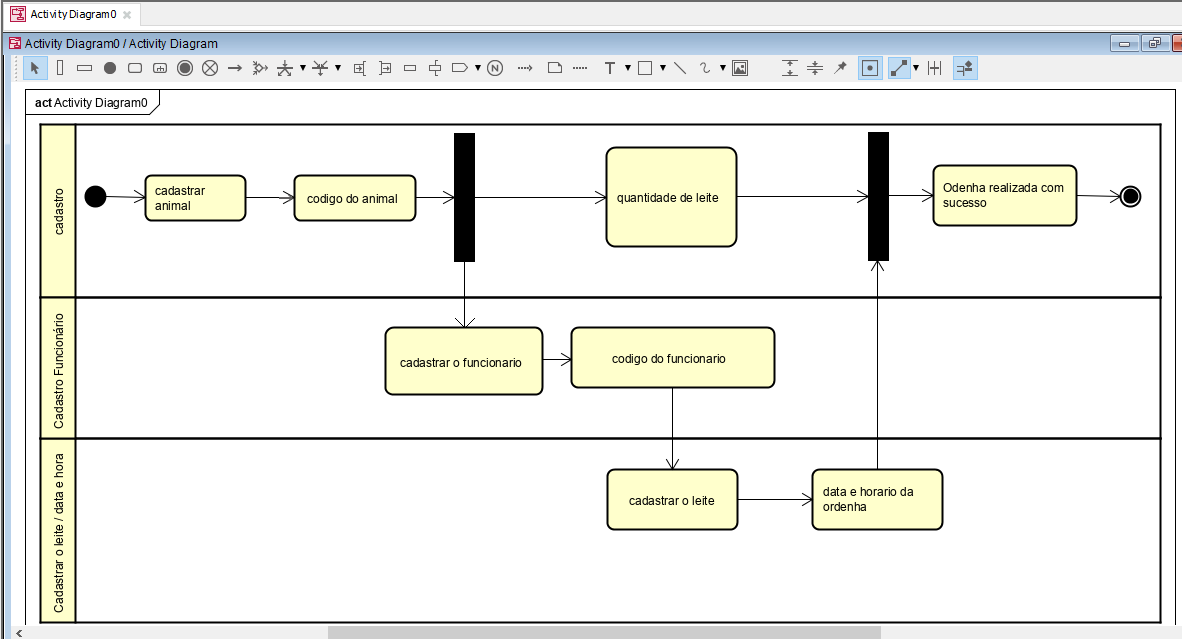 Activity Diagram0
Activity Diagram0 / Activity Diagram
N
T
act Activity Diagram0
cadastro
cadastrar
animal
codigo do animal
quantidade de leite
Odenha realizada com
sucesso
Cadastro Funcionário
cadastrar o funcionario
codigo do funcionario
Cadastrar o leite / data e hora
cadastrar o leite
data e horario da
ordenha